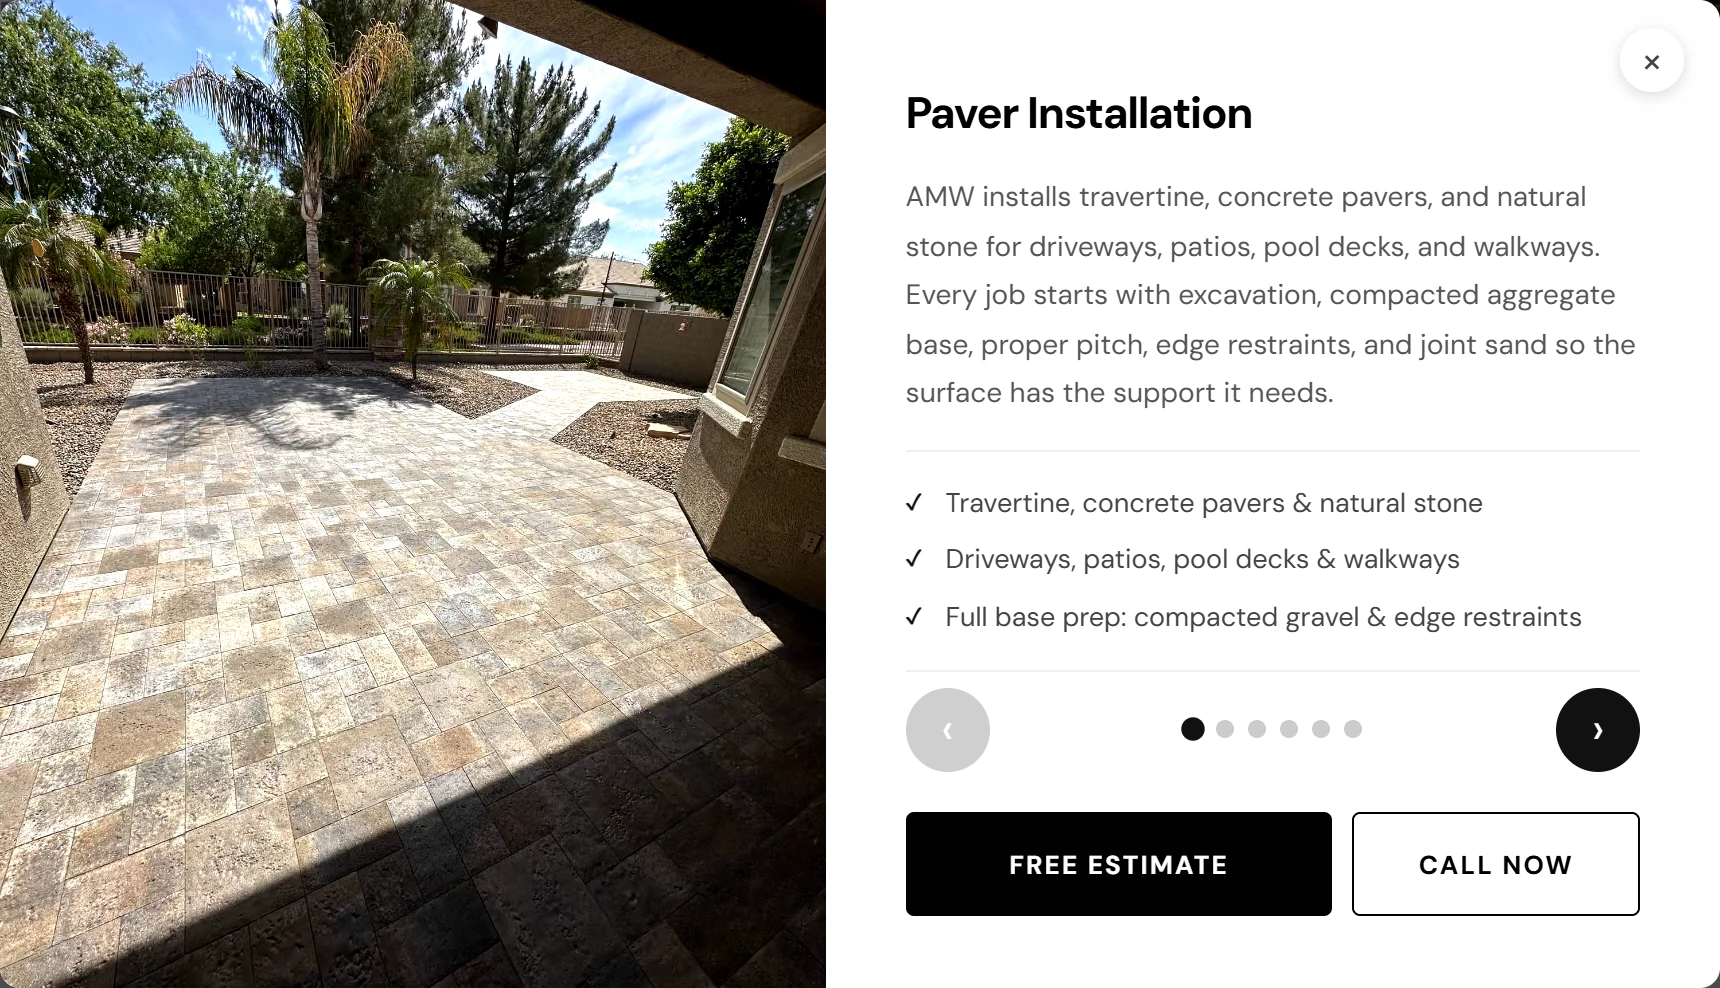 Paver Installation
AMW installs travertine, concrete pavers, and natural
stone for driveways, patios, pool decks, and walkways.
Every job starts with excavation, compacted aggregate
base, proper pitch, edge restraints, and joint sand so the
surface has the support it needs.
✓ Travertine, concrete pavers & natural stone
✓ Driveways, patios, pool decks & walkways
✓ Full base prep: compacted gravel & edge restraints
FREE ESTIMATE
CALL NOW